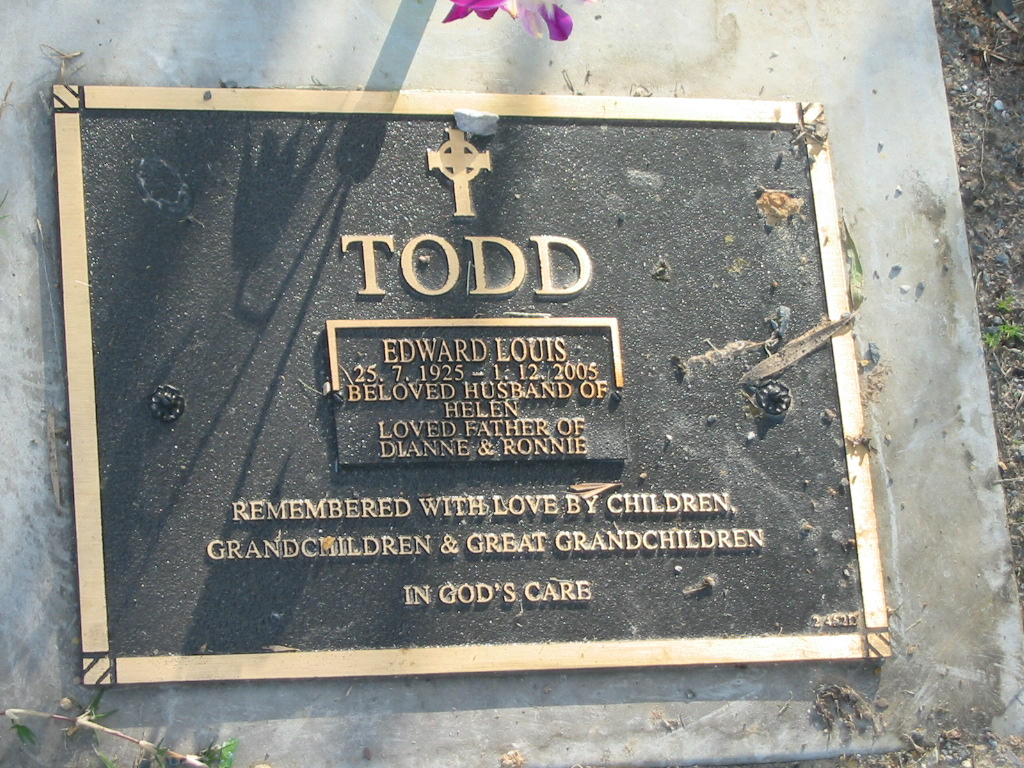 TODD
EDWARD LOUIS
25. 7. 1925 - 1. 12. 2005
BELOVED HUSBAND OF
HELEN
LOVED FATHER OF
DIANNE & RONNIE
REMEMBERED WITH LOVE BY CHILDREN,
GRANDCHILDREN & GREAT GRANDCHILDREN
IN GOD'S CARE